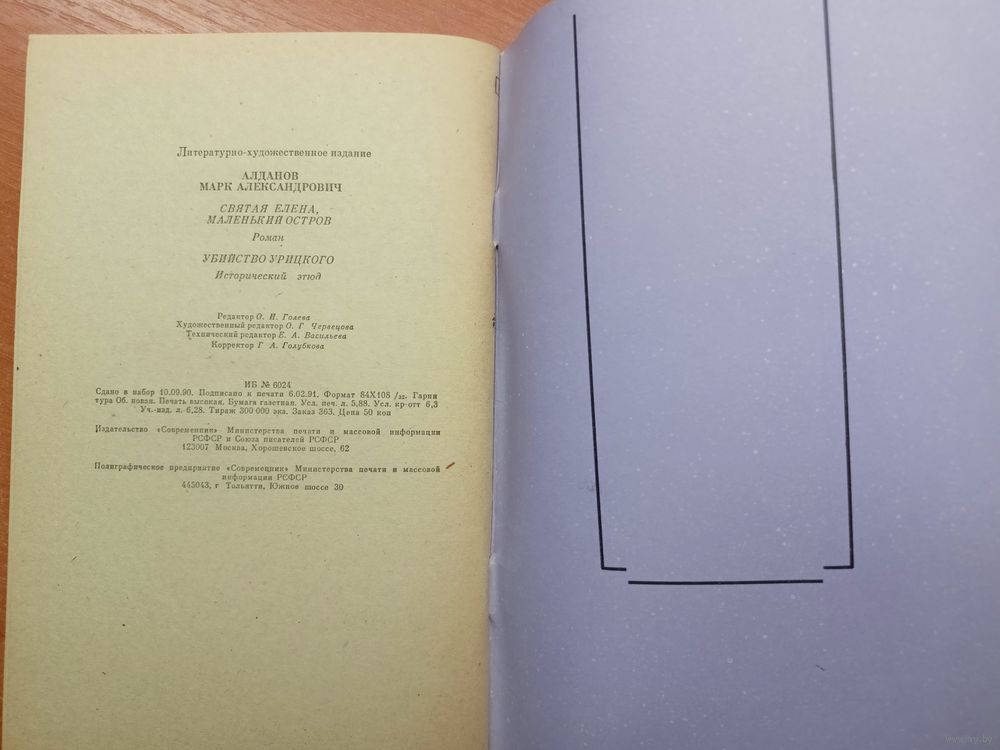 Литературно-художественное издание
АЛДАНОВ
МАРК АЛЕКСАНДРОВИЧ
СВЯТАЯ ЕЛЕНА,
МАЛЕНЬКИЙ ОСТРОВ
Роман
УБИЙСТВО УРИЦКОГО
Исторический этюд
Редактор О. И. Голева
Художественный редактор О. Г Червецова
Технический редактор Е. А. Васильева
Корректор Г А. Голубкова
ИБ № 6024
Сдано в набор 10.09.90. Подписано к печати 6.02.91. Формат 84X108 /32. Гарни
тура Об. новая. Печать высокая. Бумага газетная. Усл. печ. л. 5,88. Усл. кр-отт 6,3
Уч.-изд. л. 6,28. Тираж 300 000 экз. Заказ 363. Цена 50 коп
Издательство «Современник» Министерства печати и массовой информации
РСФСР и Союза писателей РСФСР
123007 Москва, Хорошевское шоссе, 62
Полиграфическое предприятие «Современник» Министерства печати и массовой
информации РСФСР
445043, г Тольятти, Южное шоссе 30